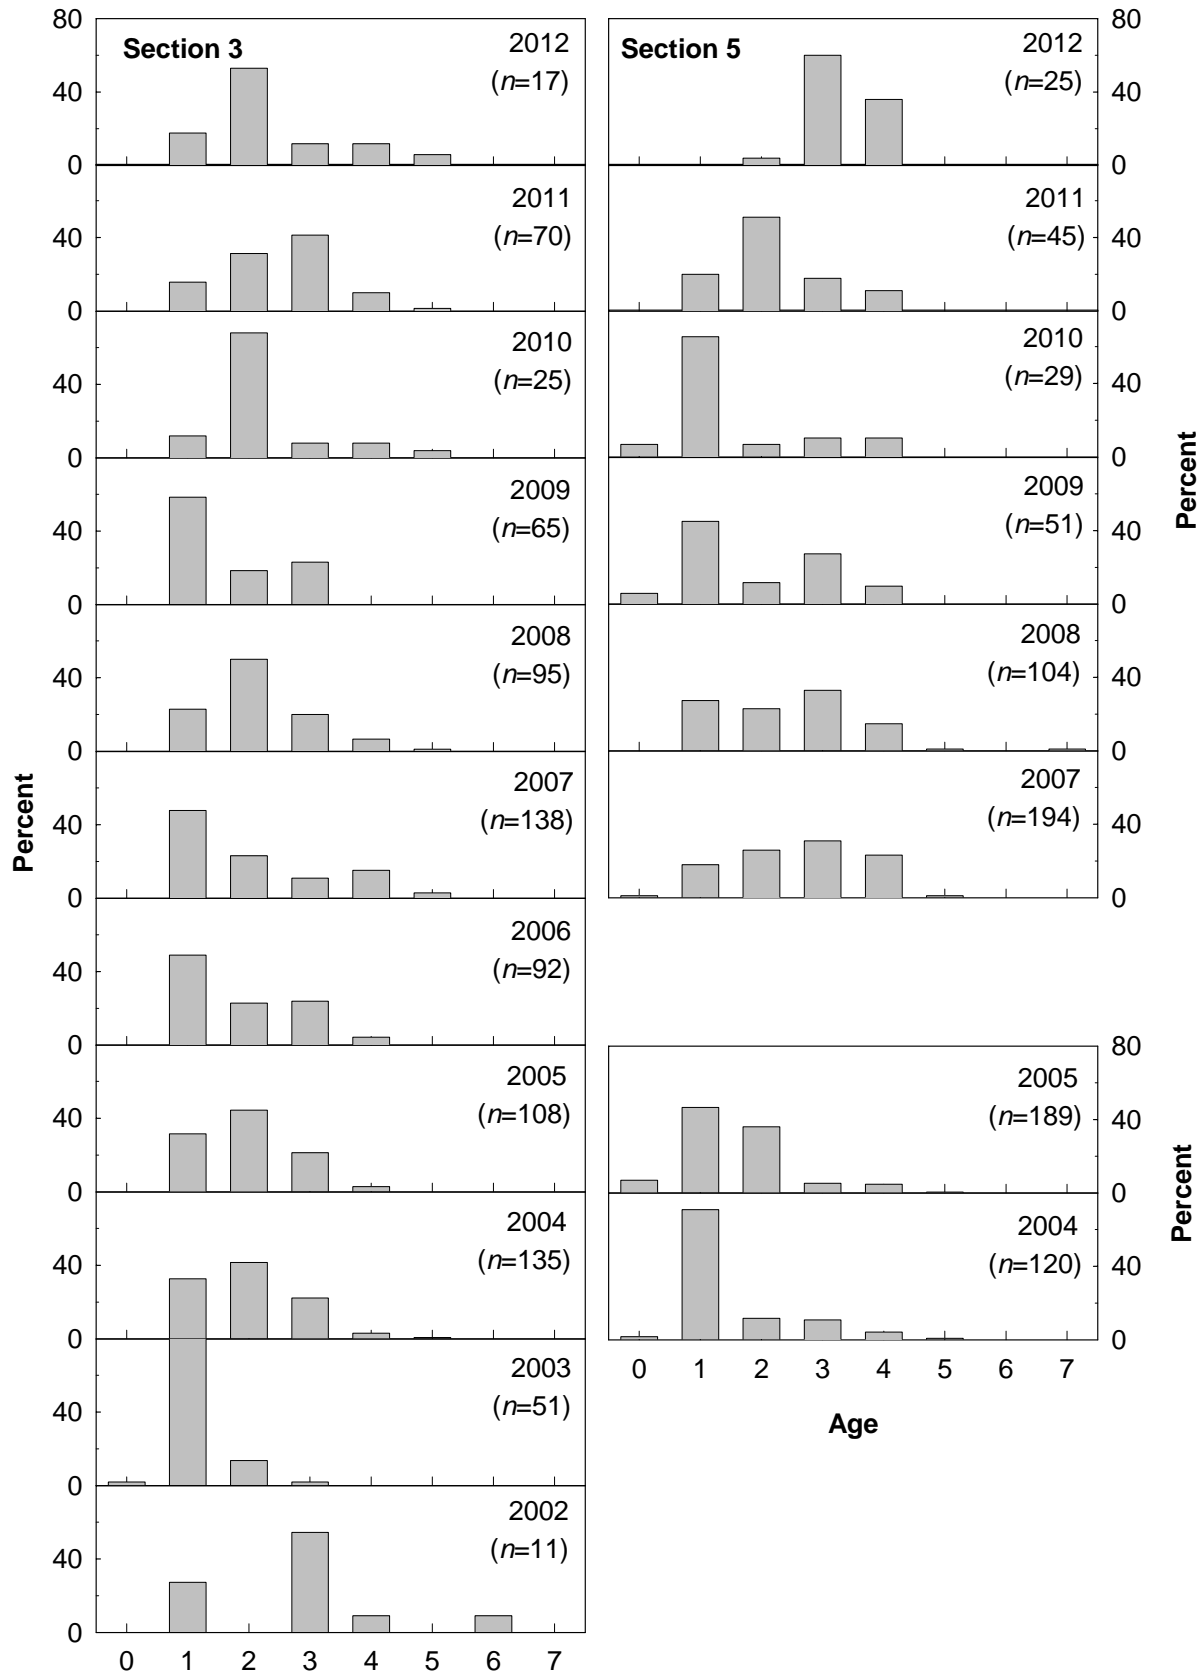 Section 3
80
40
0
2012
(n=17)
40
0
2011
(n=70)
40
0
2010
(n=25)
40
0
2009
(n=65)
40
0
2008
(n=95)
40
0
2007
(n=138)
40
0
2006
(n=92)
40
0
2005
(n=108)
40
0
2004
(n=135)
40
0
2003
(n=51)
40
0
2002
(n=11)
0 1 2 3 4 5 6 7
Percent
Section 5
80
40
0
2012
(n=25)
40
0
2011
(n=45)
40
0
2010
(n=29)
40
0
2009
(n=51)
40
0
2008
(n=104)
40
0
2007
(n=194)
Percent
80
40
0
2005
(n=189)
40
0
2004
(n=120)
Percent
0 1 2 3 4 5 6 7
Age